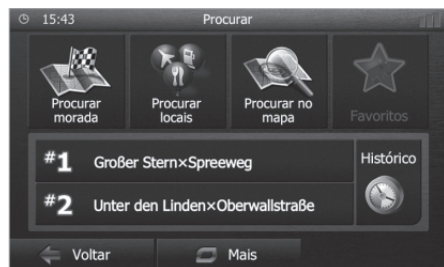 15:43 Procurar
Procurar morada
Procurar locais
Procurar no mapa
Favoritos
#1 Großer Stern×Spreeweg
#2 Unter den Linden×Oberwallstraße
Histórico
Voltar
Mais